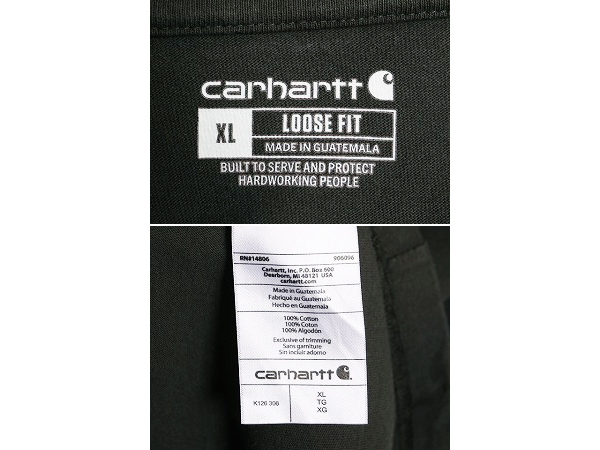 carhartt
XL LOOSE FIT
MADE IN GUATEMALA
BUILT TO SERVE AND PROTECT
HARDWORKING PEOPLE
RN#14806 906096
Carhartt, Inc. P.O. Box 600
Dearborn, MI 48121 USA
carhartt.com
Made in Guatemala
Fabriqué au Guatemala
Hecho en Guatemala
100% Cotton
100% Coton
100% Algodón
Exclusive of trimming
Sans garniture
Sin incluir adorno
carhartt
K126 306
XL
TG
XG